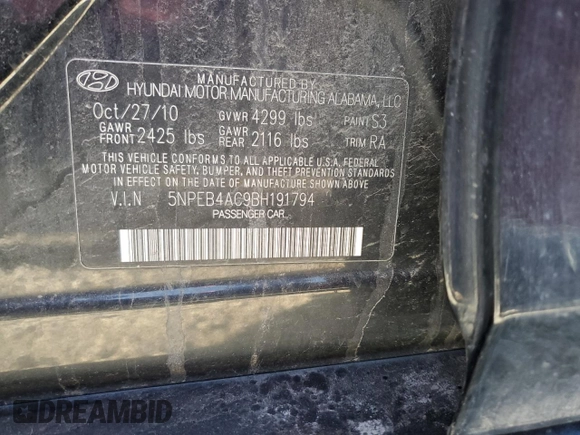 MANUFACTURED BY
HYUNDAI MOTOR MANUFACTURING ALABAMA, LLC
Oct/27/10 GVWR 4299 lbs PAINT S3
GAWR FRONT 2425 lbs GAWR REAR 2116 lbs TRIM RA
THIS VEHICLE CONFORMS TO ALL APPLICABLE U.S.A. FEDERAL
MOTOR VEHICLE SAFETY, BUMPER, AND THEFT PREVENTION STANDARDS
IN EFFECT ON THE DATE OF MANUFACTURE SHOWN ABOVE.
V.I.N 5NPEB4AC9BH191794
PASSENGER CAR
DREAMBID